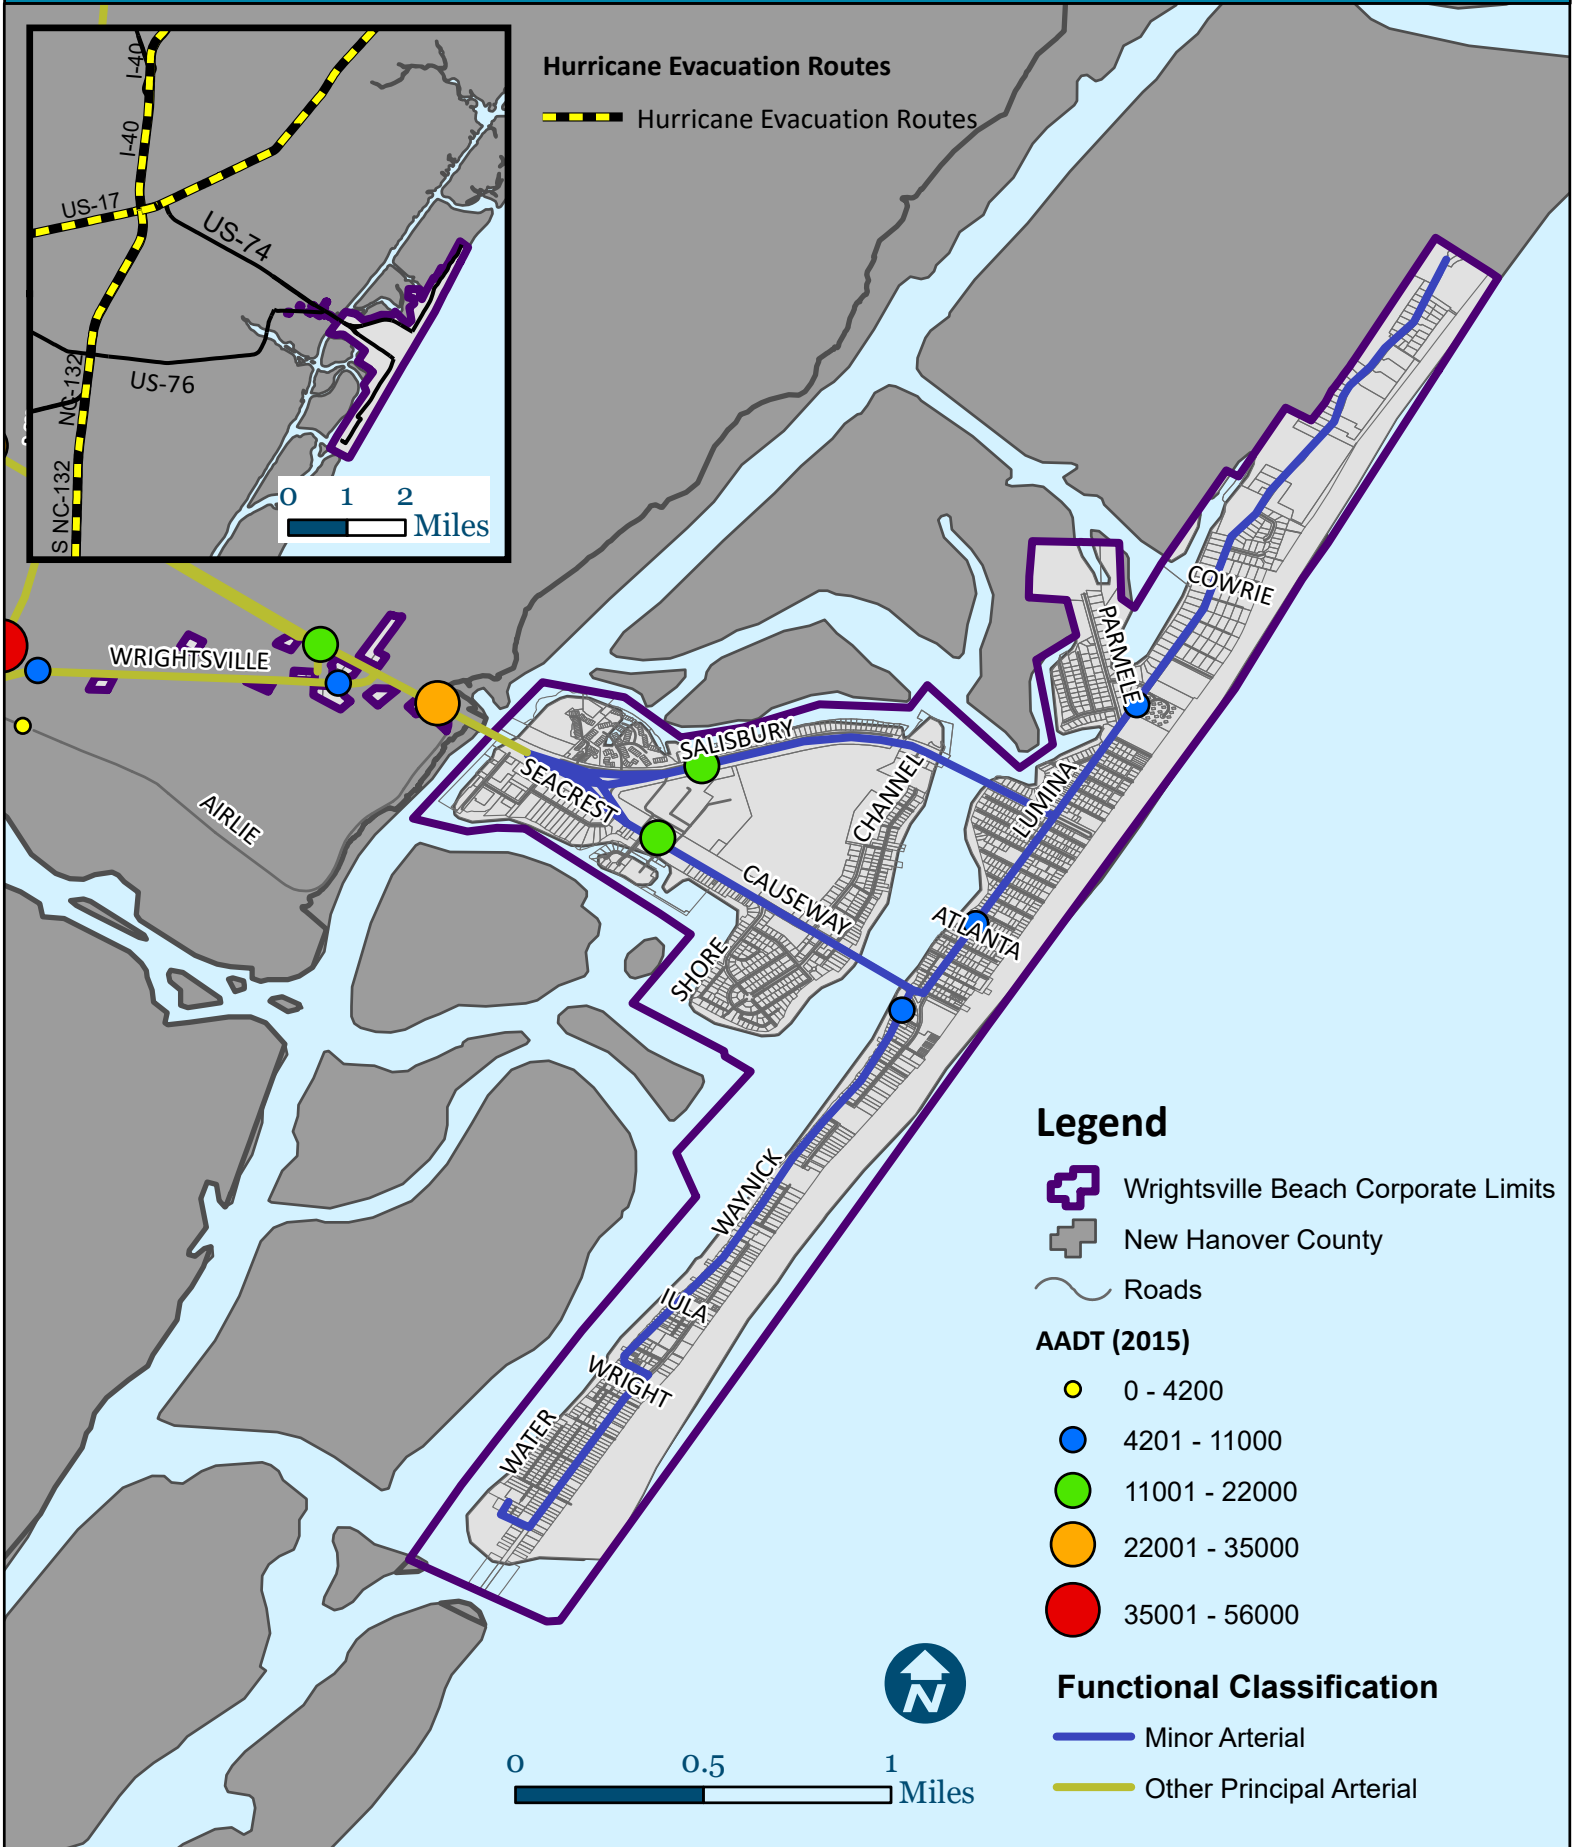 I-40
I-40
US-17
US-74
US-76
NC-132
S NC-132
0 1 2
Miles
Hurricane Evacuation Routes
Hurricane Evacuation Routes
COWRIE
PARMELE
WRIGHTSVILLE
SALISBURY
SEACREST
CHANNEL
LUMINA
AIRLIE
CAUSEWAY
ATLANTA
SHORE
WAYNICK
IULA
WRIGHT
WATER
Legend
Wrightsville Beach Corporate Limits
New Hanover County
Roads
AADT (2015)
0 - 4200
4201 - 11000
11001 - 22000
22001 - 35000
35001 - 56000
N
Functional Classification
Minor Arterial
Other Principal Arterial
0 0.5 1
Miles